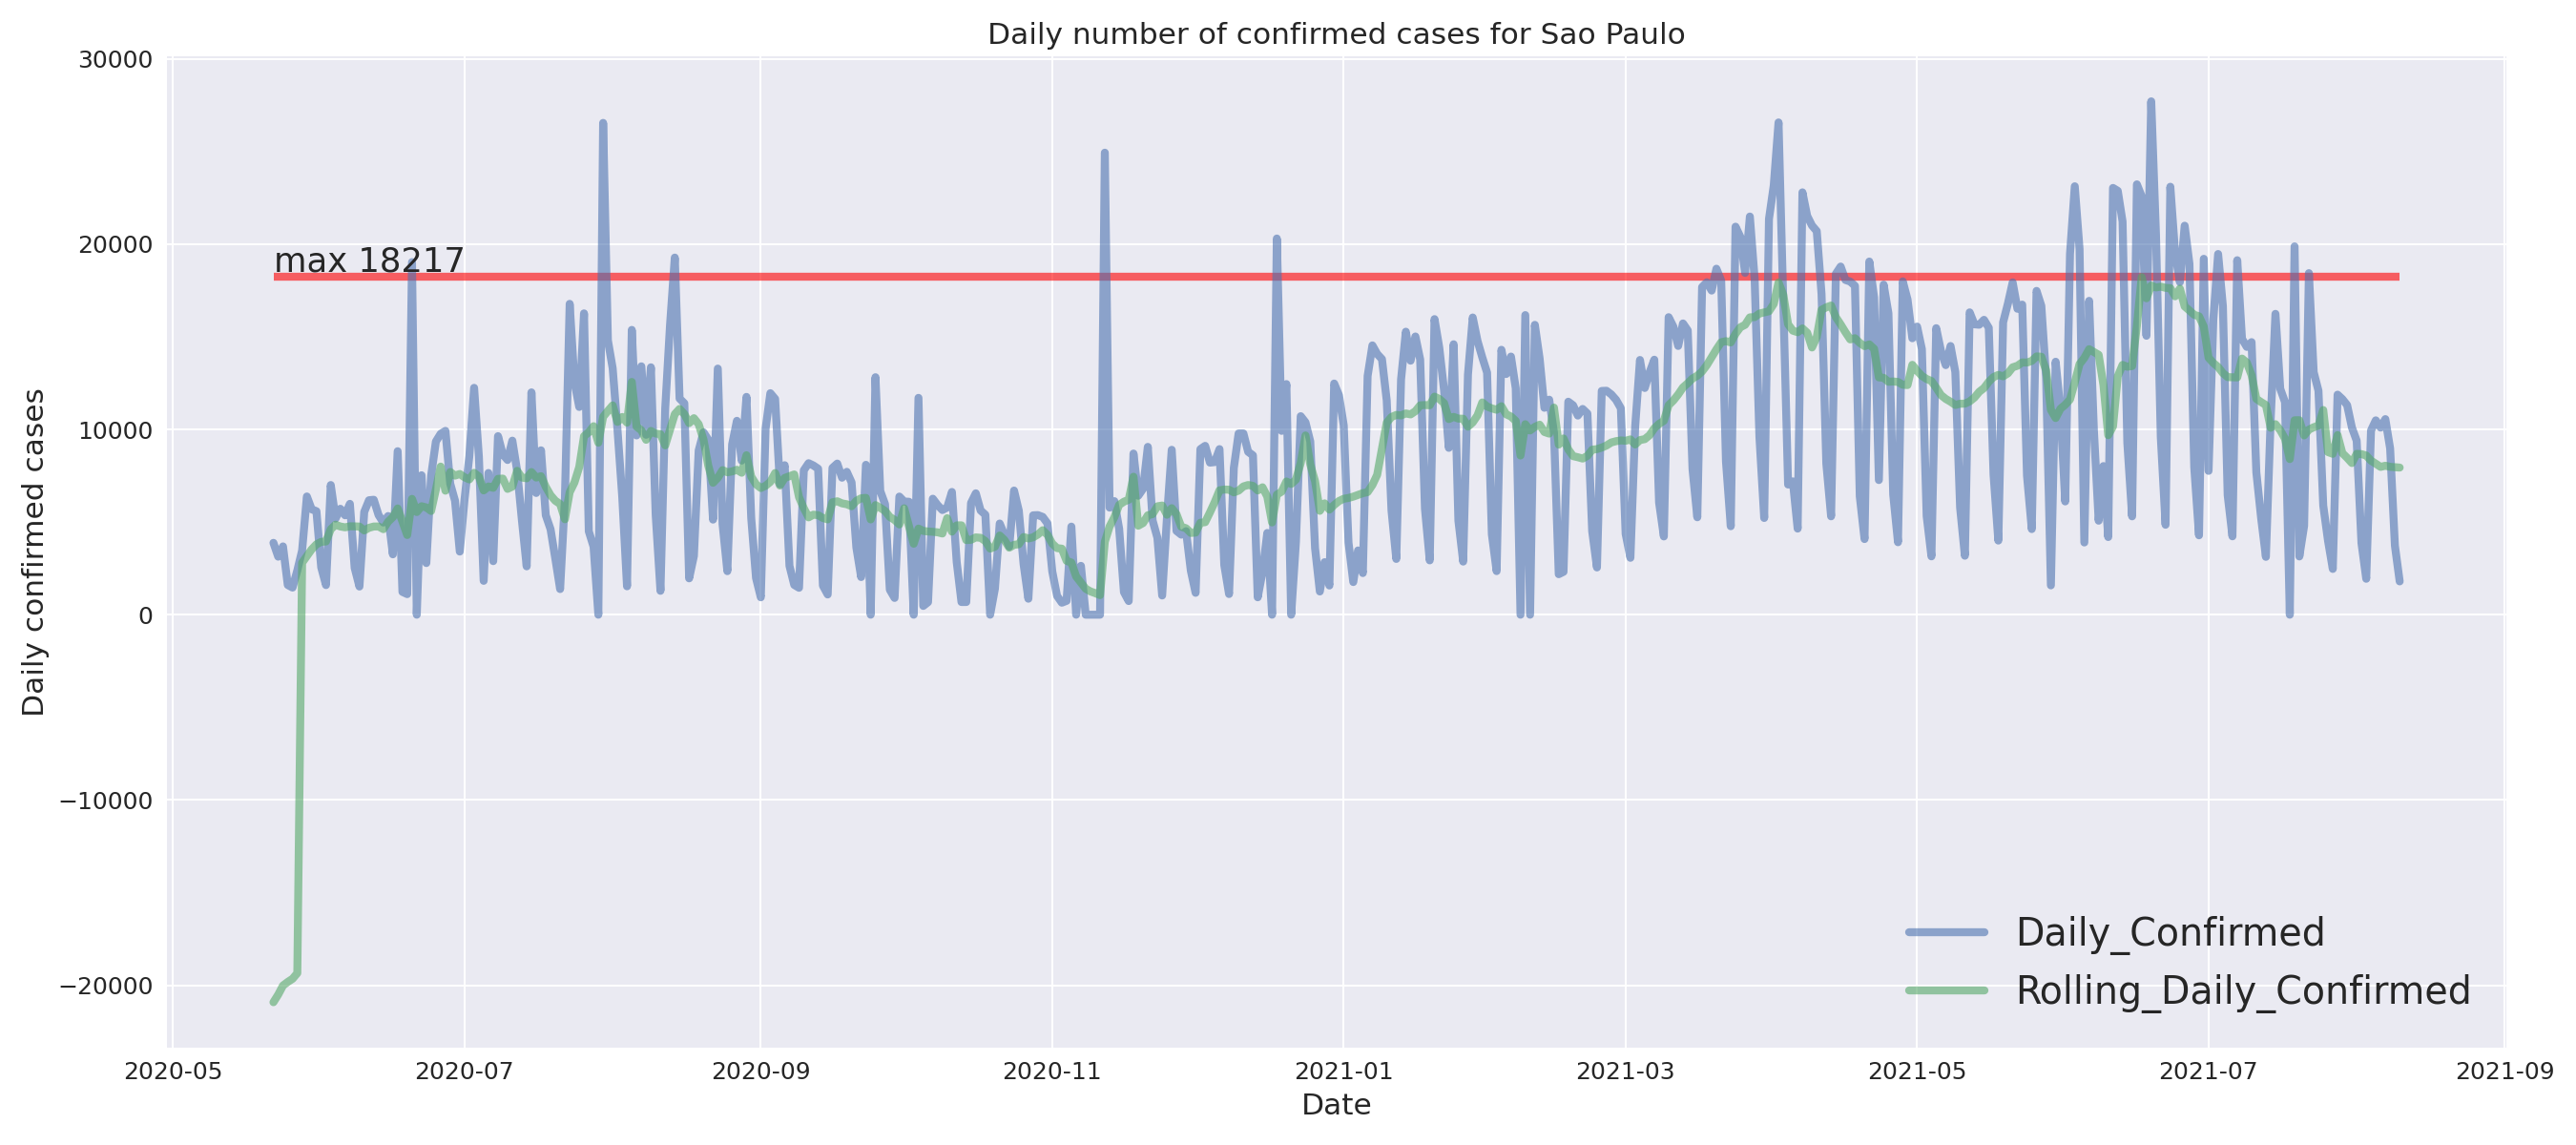 Daily number of confirmed cases for Sao Paulo
30000
20000
10000
0
−10000
−20000
Daily confirmed cases
max 18217
Daily_Confirmed
Rolling_Daily_Confirmed
2020-05 2020-07 2020-09 2020-11 2021-01 2021-03 2021-05 2021-07 2021-09
Date